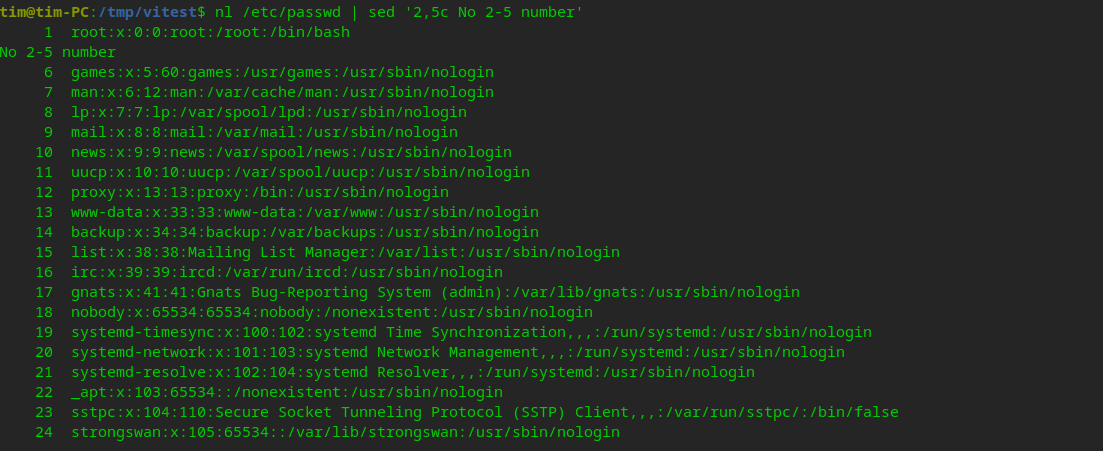 tim@tim-PC:/tmp/vitest$ nl /etc/passwd | sed '2,5c No 2-5 number'
     1  root:x:0:0:root:/root:/bin/bash
No 2-5 number
     6  games:x:5:60:games:/usr/games:/usr/sbin/nologin
     7  man:x:6:12:man:/var/cache/man:/usr/sbin/nologin
     8  lp:x:7:7:lp:/var/spool/lpd:/usr/sbin/nologin
     9  mail:x:8:8:mail:/var/mail:/usr/sbin/nologin
    10  news:x:9:9:news:/var/spool/news:/usr/sbin/nologin
    11  uucp:x:10:10:uucp:/var/spool/uucp:/usr/sbin/nologin
    12  proxy:x:13:13:proxy:/bin:/usr/sbin/nologin
    13  www-data:x:33:33:www-data:/var/www:/usr/sbin/nologin
    14  backup:x:34:34:backup:/var/backups:/usr/sbin/nologin
    15  list:x:38:38:Mailing List Manager:/var/list:/usr/sbin/nologin
    16  irc:x:39:39:ircd:/var/run/ircd:/usr/sbin/nologin
    17  gnats:x:41:41:Gnats Bug-Reporting System (admin):/var/lib/gnats:/usr/sbin/nologin
    18  nobody:x:65534:65534:nobody:/nonexistent:/usr/sbin/nologin
    19  systemd-timesync:x:100:102:systemd Time Synchronization,,,:/run/systemd:/usr/sbin/nologin
    20  systemd-network:x:101:103:systemd Network Management,,,:/run/systemd:/usr/sbin/nologin
    21  systemd-resolve:x:102:104:systemd Resolver,,,:/run/systemd:/usr/sbin/nologin
    22  _apt:x:103:65534::/nonexistent:/usr/sbin/nologin
    23  sstpc:x:104:110:Secure Socket Tunneling Protocol (SSTP) Client,,,:/var/run/sstpc/:/bin/false
    24  strongswan:x:105:65534::/var/lib/strongswan:/usr/sbin/nologin